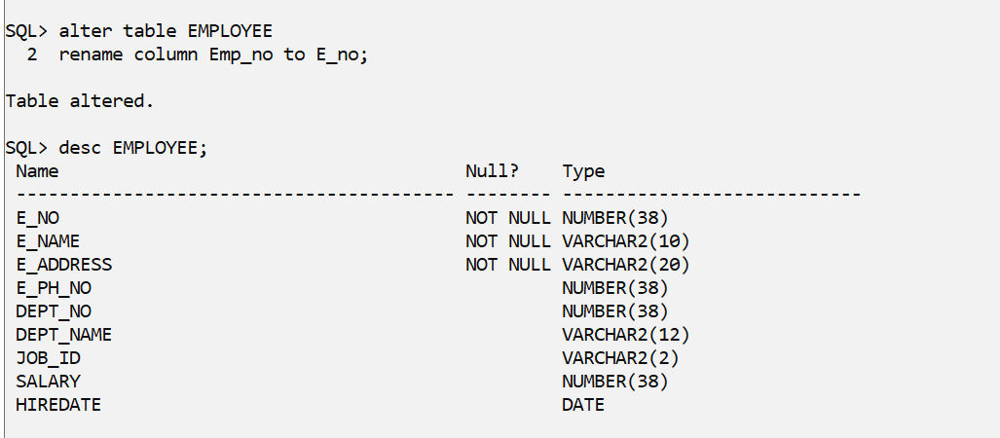 SQL> alter table EMPLOYEE
  2  rename column Emp_no to E_no;
Table altered.
SQL> desc EMPLOYEE;
 Name                                      Null?    Type
 ----------------------------------------- -------- ----------------------------
 E_NO                                      NOT NULL NUMBER(38)
 E_NAME                                    NOT NULL VARCHAR2(10)
 E_ADDRESS                                 NOT NULL VARCHAR2(20)
 E_PH_NO                                            NUMBER(38)
 DEPT_NO                                            NUMBER(38)
 DEPT_NAME                                          VARCHAR2(12)
 JOB_ID                                             VARCHAR2(2)
 SALARY                                             NUMBER(38)
 HIREDATE                                           DATE